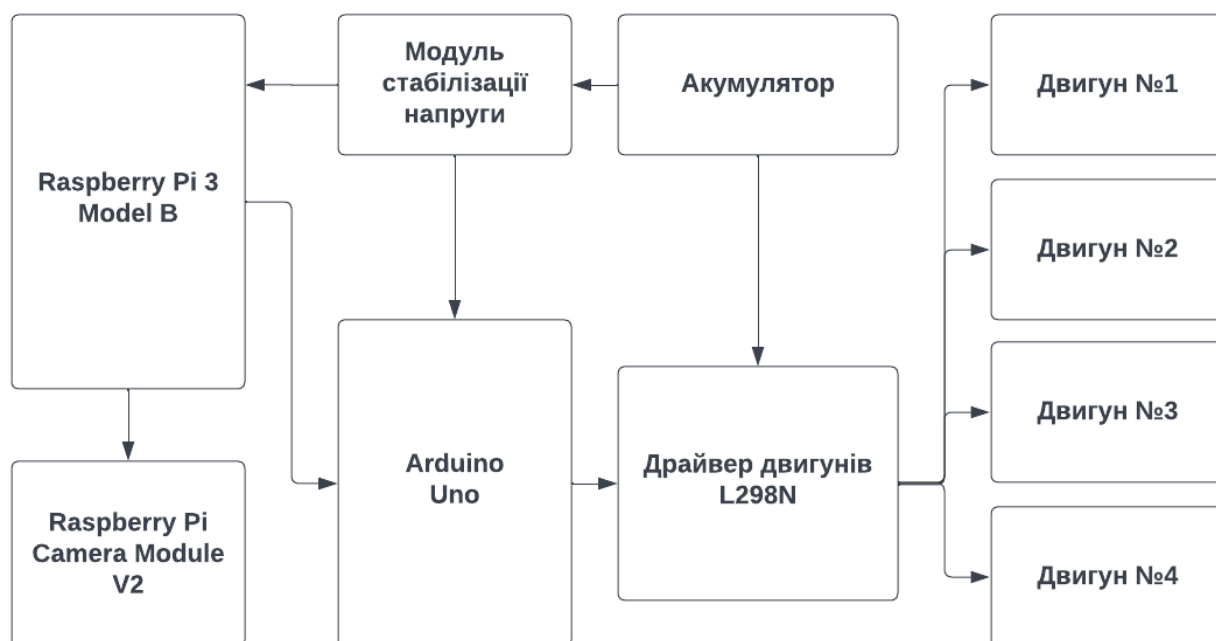 Модуль
стабілізації
напруги
Акумулятор
Двигун №1
Raspberry Pi 3
Model B
Двигун №2
Двигун №3
Arduino
Uno
Драйвер двигунів
L298N
Raspberry Pi
Camera Module
V2
Двигун №4